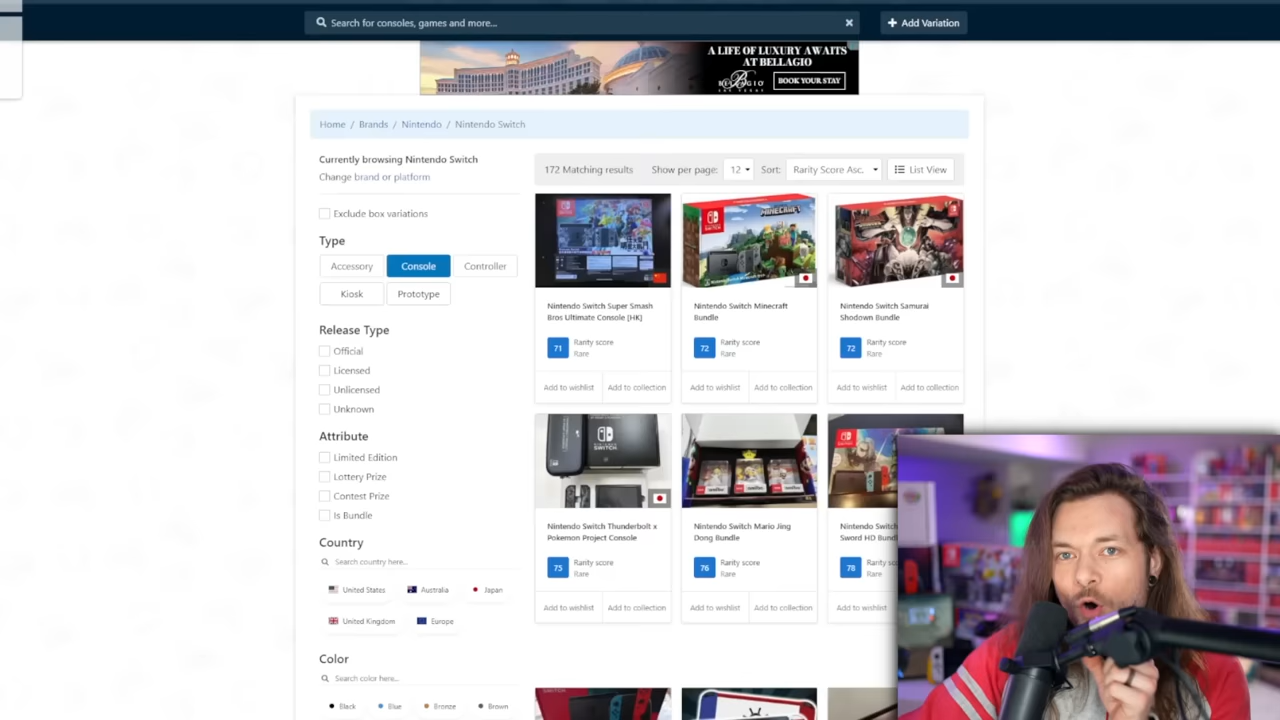 Search for consoles, games and more...
Add Variation
A LIFE OF LUXURY AWAITS
AT BELLAGIO
BELLAGIO
BOOK YOUR STAY
Home / Brands / Nintendo / Nintendo Switch
Currently browsing Nintendo Switch
Change brand or platform
172 Matching results Show per page: 12 Sort: Rarity Score Asc. List View
Exclude box variations
Type
Accessory Console Controller
Kiosk Prototype
Release Type
Official
Licensed
Unlicensed
Unknown
Attribute
Limited Edition
Lottery Prize
Contest Prize
Is Bundle
Country
Search country here...
United States Australia Japan
United Kingdom Europe
Color
Search color here...
Black Blue Bronze Brown
MINECRAFT
Nintendo Switch Super Smash
Bros Ultimate Console [HK]
71 Rarity score
Rare
Add to wishlist Add to collection
Nintendo Switch Minecraft
Bundle
72 Rarity score
Rare
Add to wishlist Add to collection
Nintendo Switch Samurai
Shodown Bundle
72 Rarity score
Rare
Add to wishlist Add to collection
SWITCH
Nintendo Switch Thunderbolt x
Pokemon Project Console
75 Rarity score
Rare
Add to wishlist Add to collection
Nintendo Switch Mario Jing
Dong Bundle
76 Rarity score
Rare
Add to wishlist Add to collection
Nintendo Switch
Sword HD Bund
78 Rarity sc
Rare
Add to wishlist